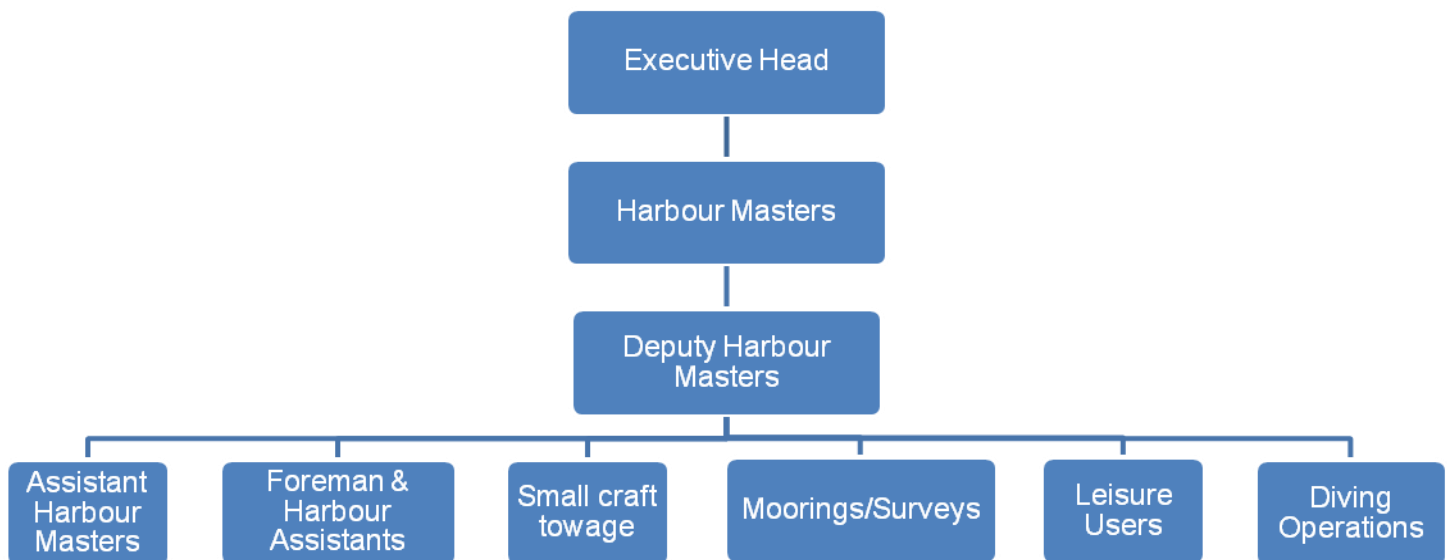 Executive Head
Harbour Masters
Deputy Harbour
Masters
Assistant
Harbour
Masters
Foreman &
Harbour
Assistants
Small craft
towage
Moorings/Surveys
Leisure
Users
Diving
Operations